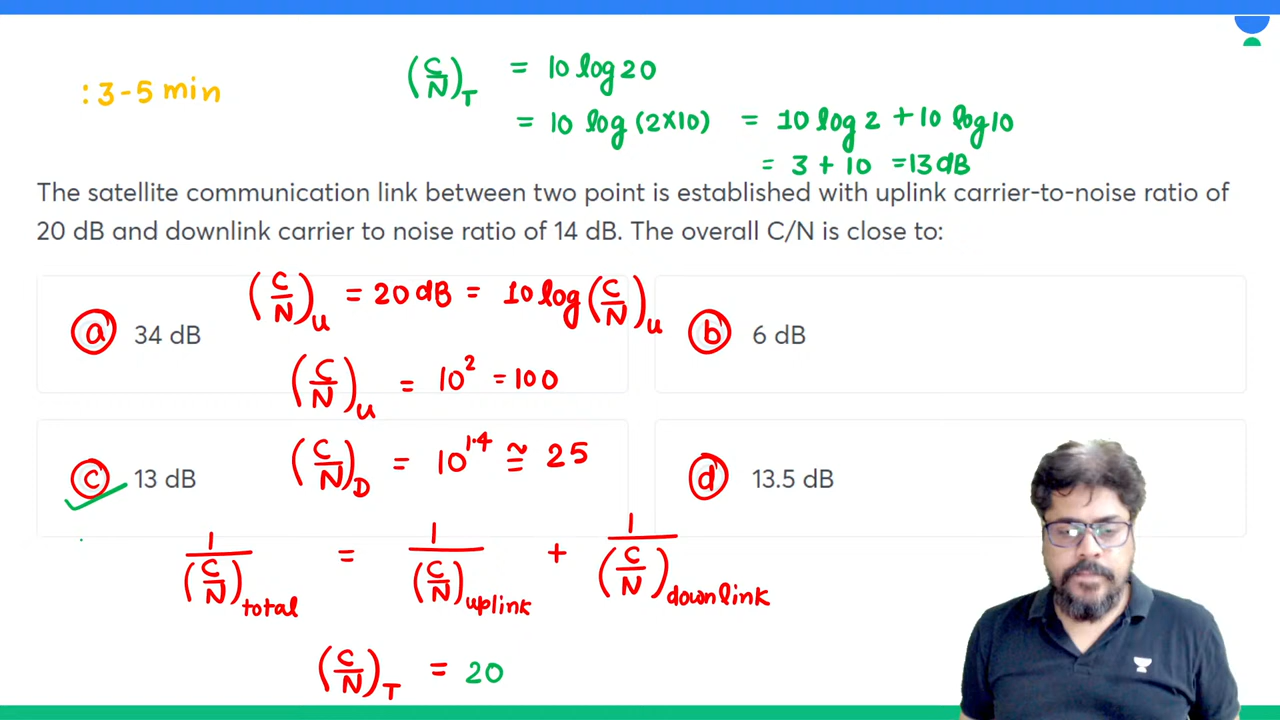 : 3-5 min
(C/N)_T = 10 log 20
= 10 log (2×10) = 10 log 2 + 10 log 10
= 3 + 10 = 13 dB
The satellite communication link between two point is established with uplink carrier-to-noise ratio of
20 dB and downlink carrier to noise ratio of 14 dB. The overall C/N is close to:
(C/N)_U = 20 dB = 10 log (C/N)_U
a 34 dB
b 6 dB
(C/N)_U = 10² = 100
(C/N)_D = 10^1.4 ≅ 25
c 13 dB
d 13.5 dB
1/(C/N)_total = 1/(C/N)_uplink + 1/(C/N)_downlink
(C/N)_T = 20